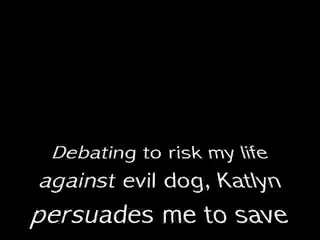 Debating to risk my life
against evil dog, Katlyn
persuades me to save